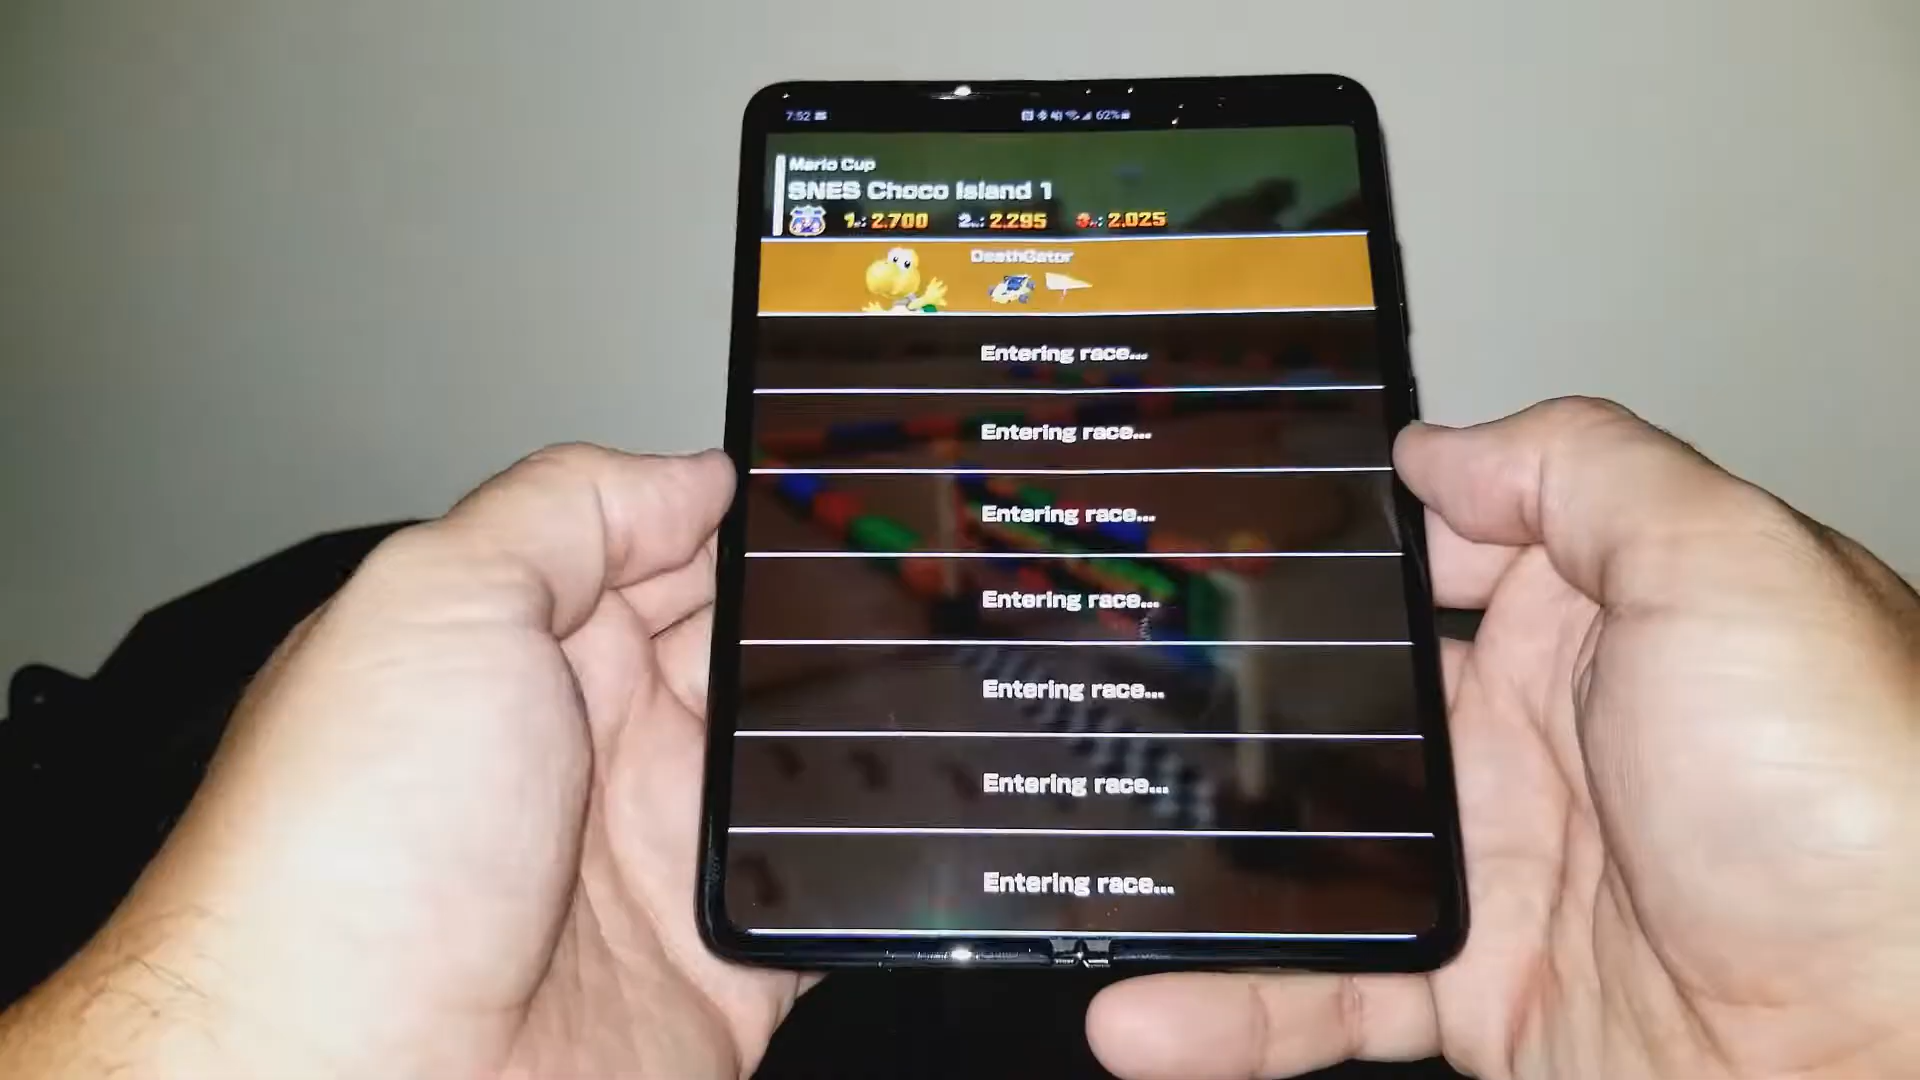 7:52
62%
Mario Cup
SNES Choco Island 1
1.: 2.700 2.: 2.295 3.: 2.025
DeathGator
Entering race...
Entering race...
Entering race...
Entering race...
Entering race...
Entering race...
Entering race...